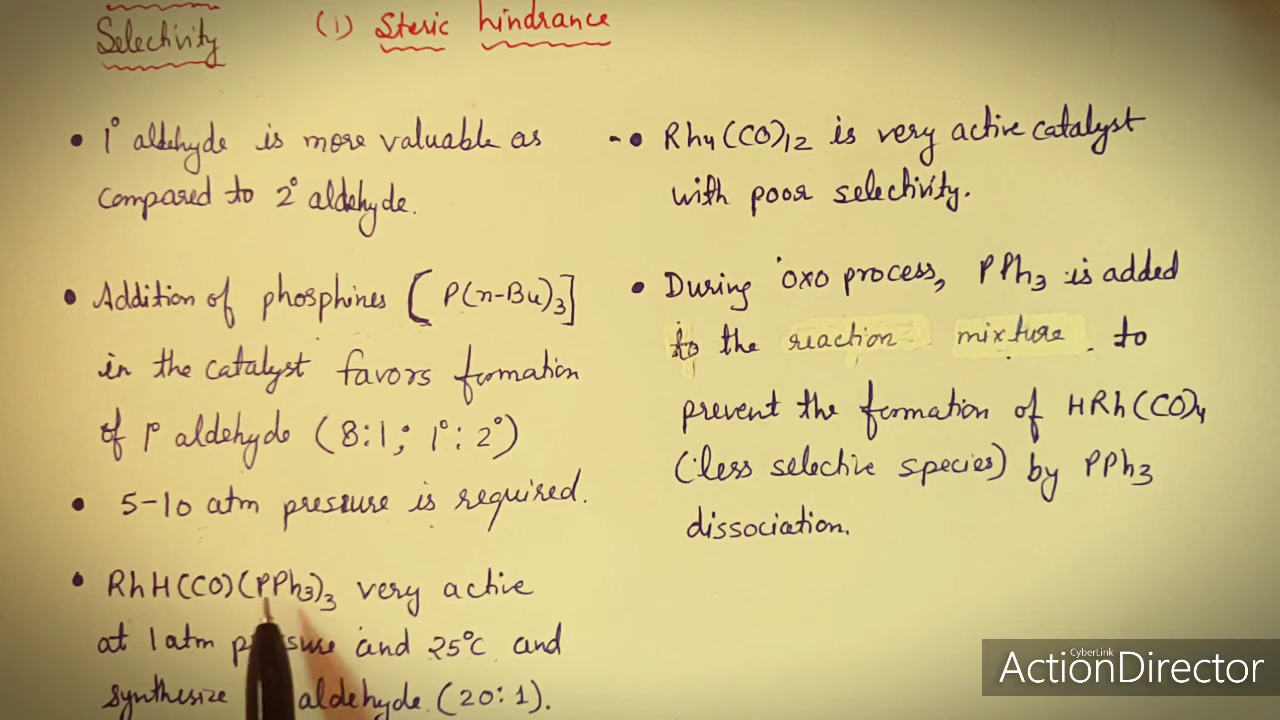 Selectivity (i) Steric hindrance
• 1° aldehyde is more valuable as
compared to 2° aldehyde.
• Addition of phosphines [P(n-Bu)3]
in the catalyst favors formation
of 1° aldehyde (8:1; 1°: 2°)
• 5-10 atm pressure is required.
• RhH(CO)(PPh3)3 very active
at 1 atm pressure and 25°C and
synthesize aldehyde (20:1).
• Rh4(CO)12 is very active catalyst
with poor selectivity.
• During oxo process, PPh3 is added
to the reaction mixture to
prevent the formation of HRh(CO)4
(less selective species) by PPh3
dissociation.
CyberLink
ActionDirector